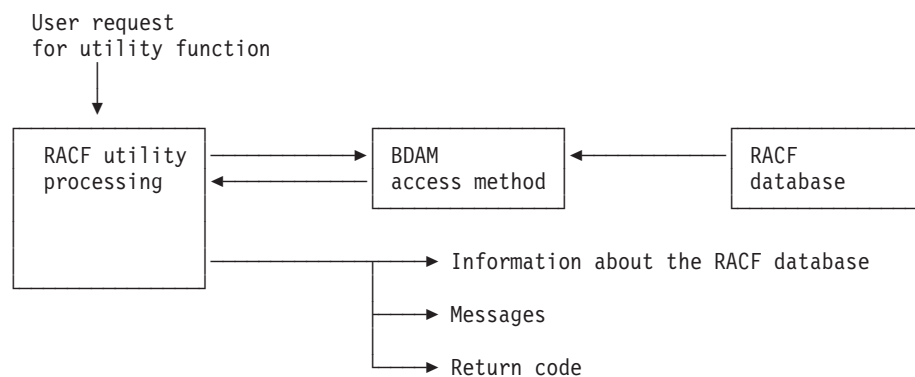 User request
for utility function
RACF utility
processing
BDAM
access method
RACF
database
Information about the RACF database
Messages
Return code